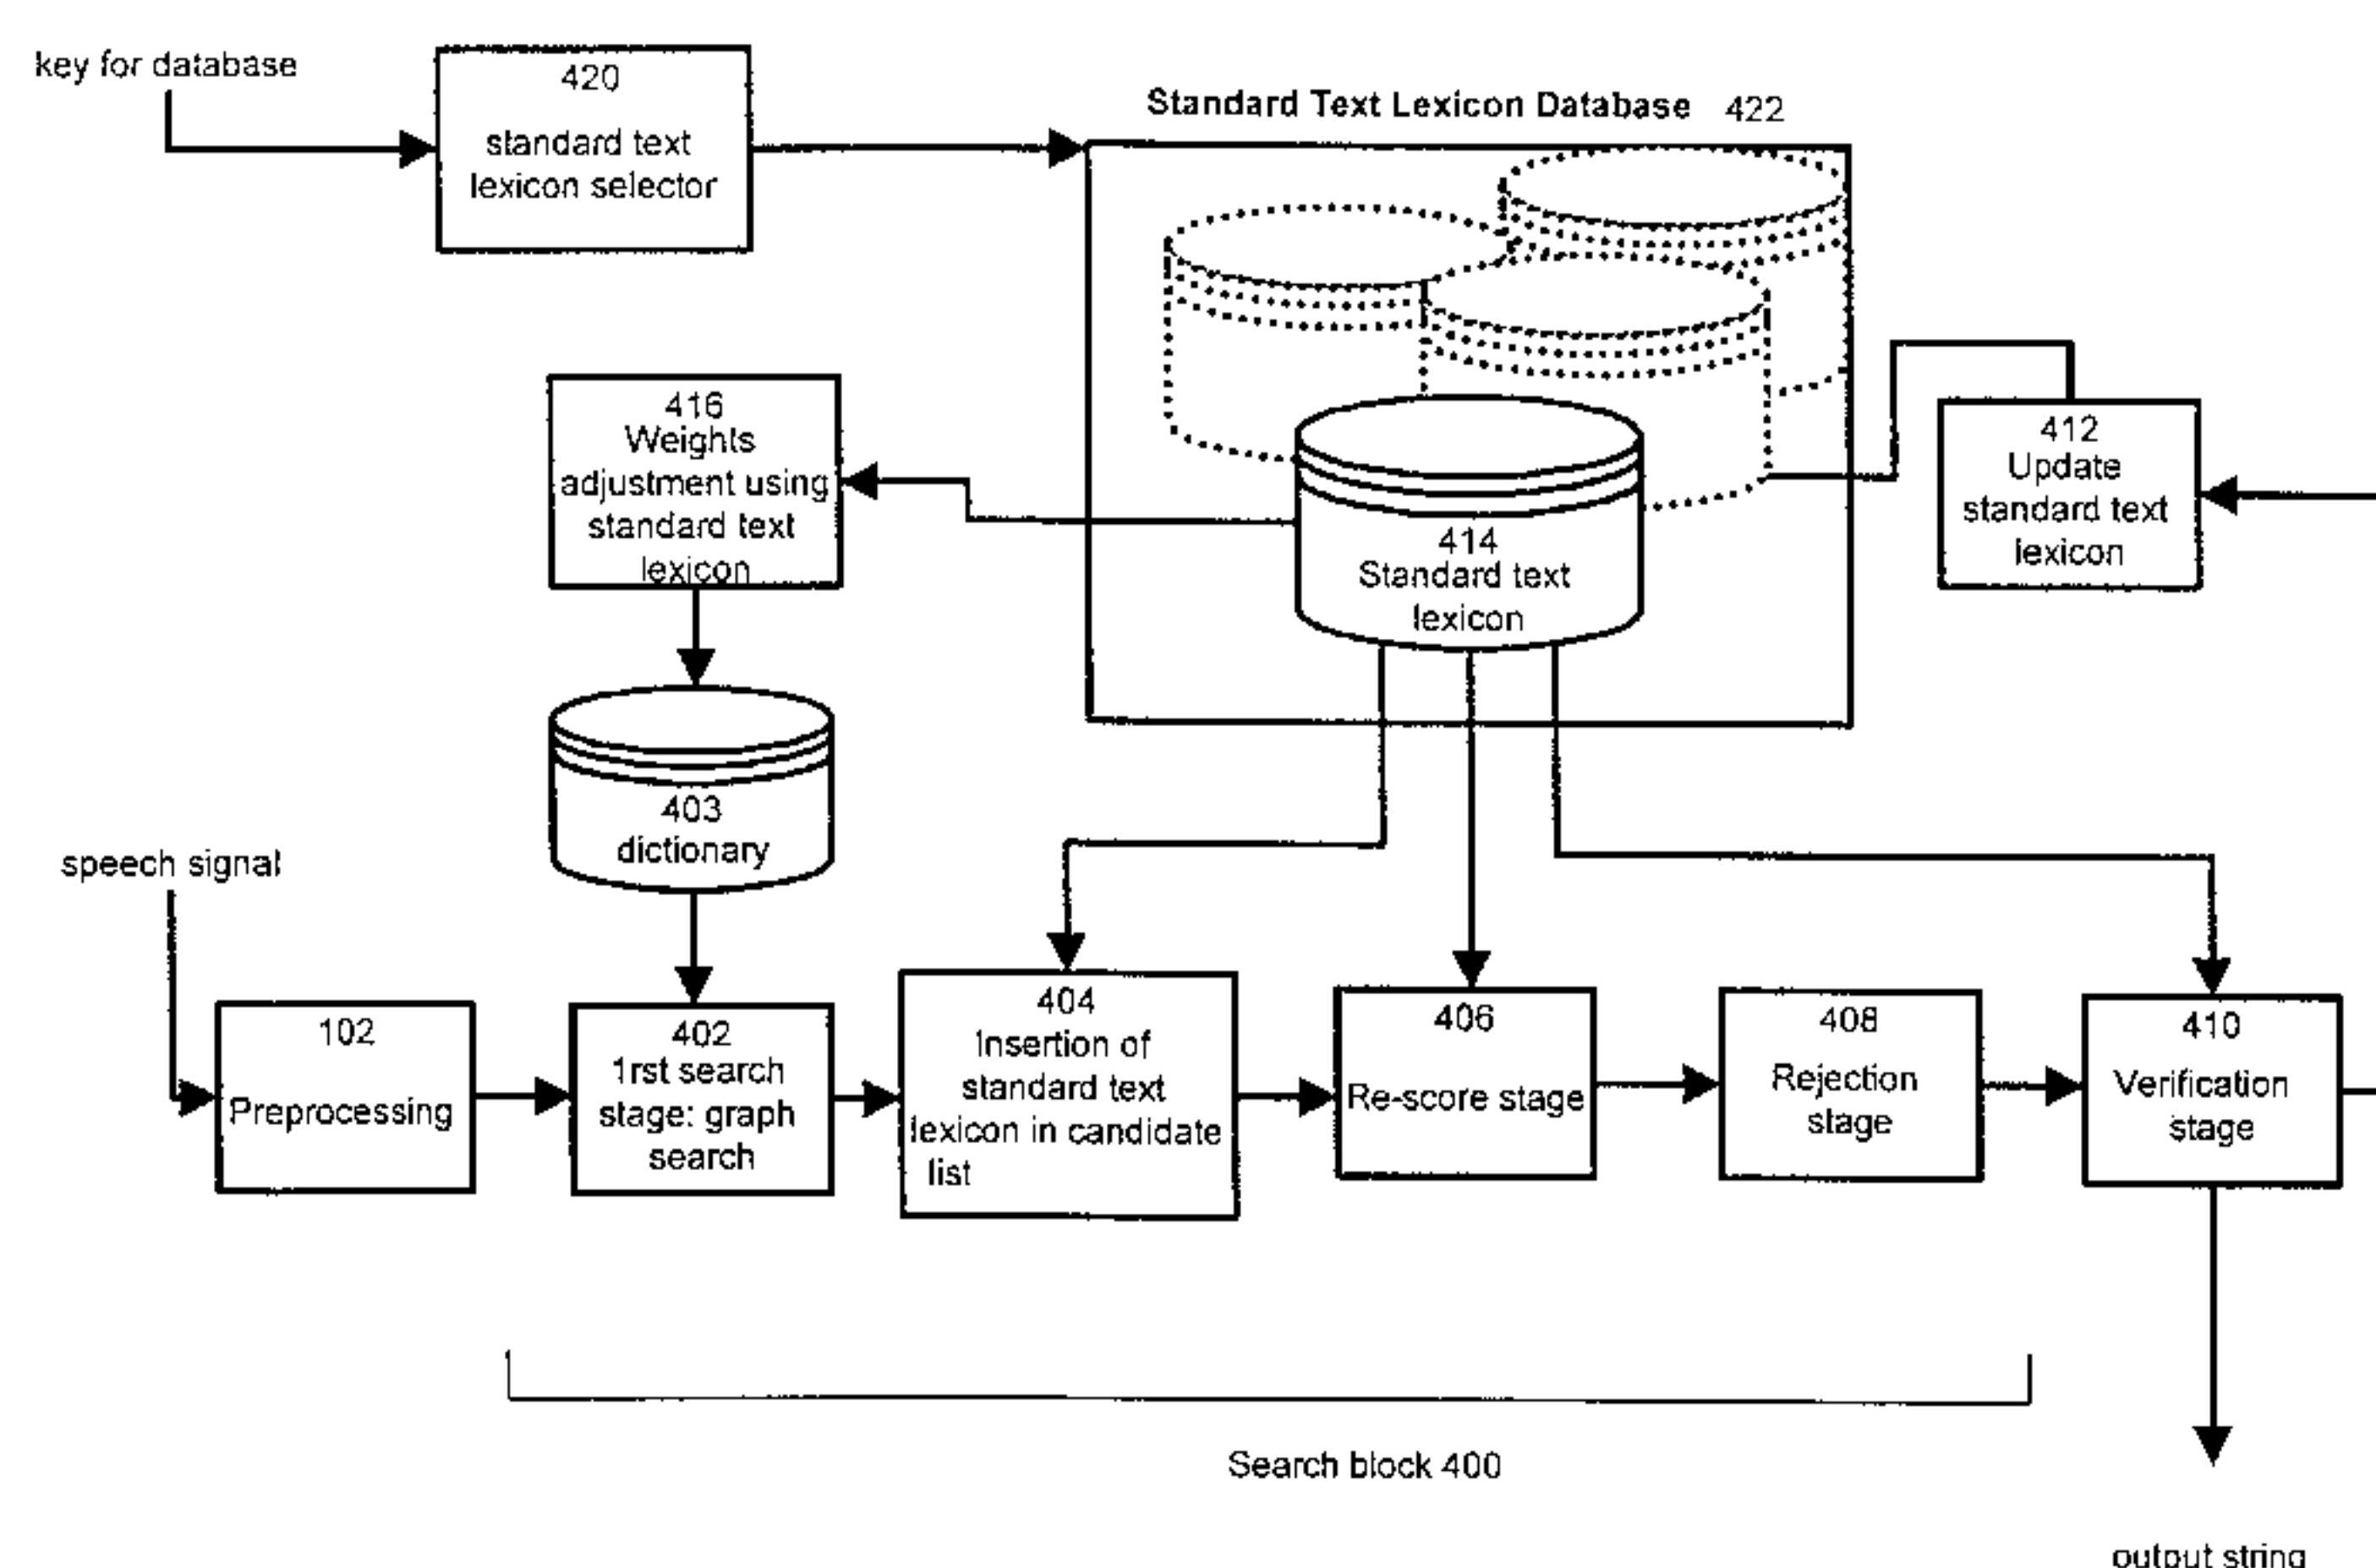 key for database
420
standard text
lexicon selector
Standard Text Lexicon Database 422
416
Weights
adjustment using
standard text
lexicon
412
Update
standard text
lexicon
414
Standard text
lexicon
403
dictionary
speech signal
102
Preprocessing
402
1rst search
stage: graph
search
404
Insertion of
standard text
lexicon in candidate
list
406
Re-score stage
408
Rejection
stage
410
Verification
stage
Search block 400
output string